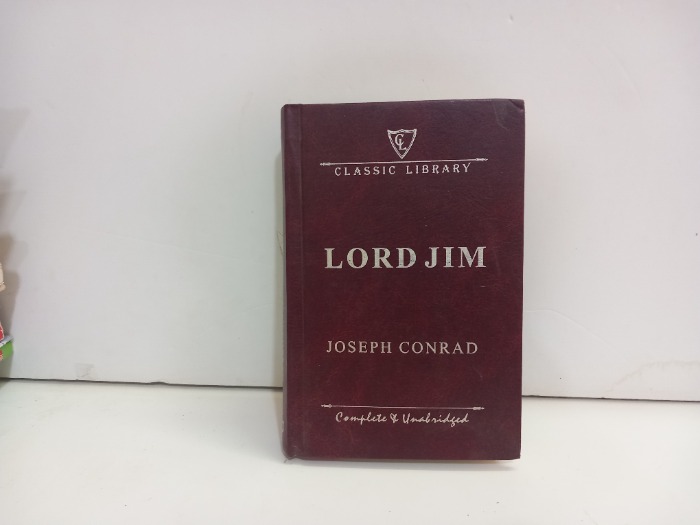 CL
CLASSIC LIBRARY
LORD JIM
JOSEPH CONRAD
Complete & Unabridged